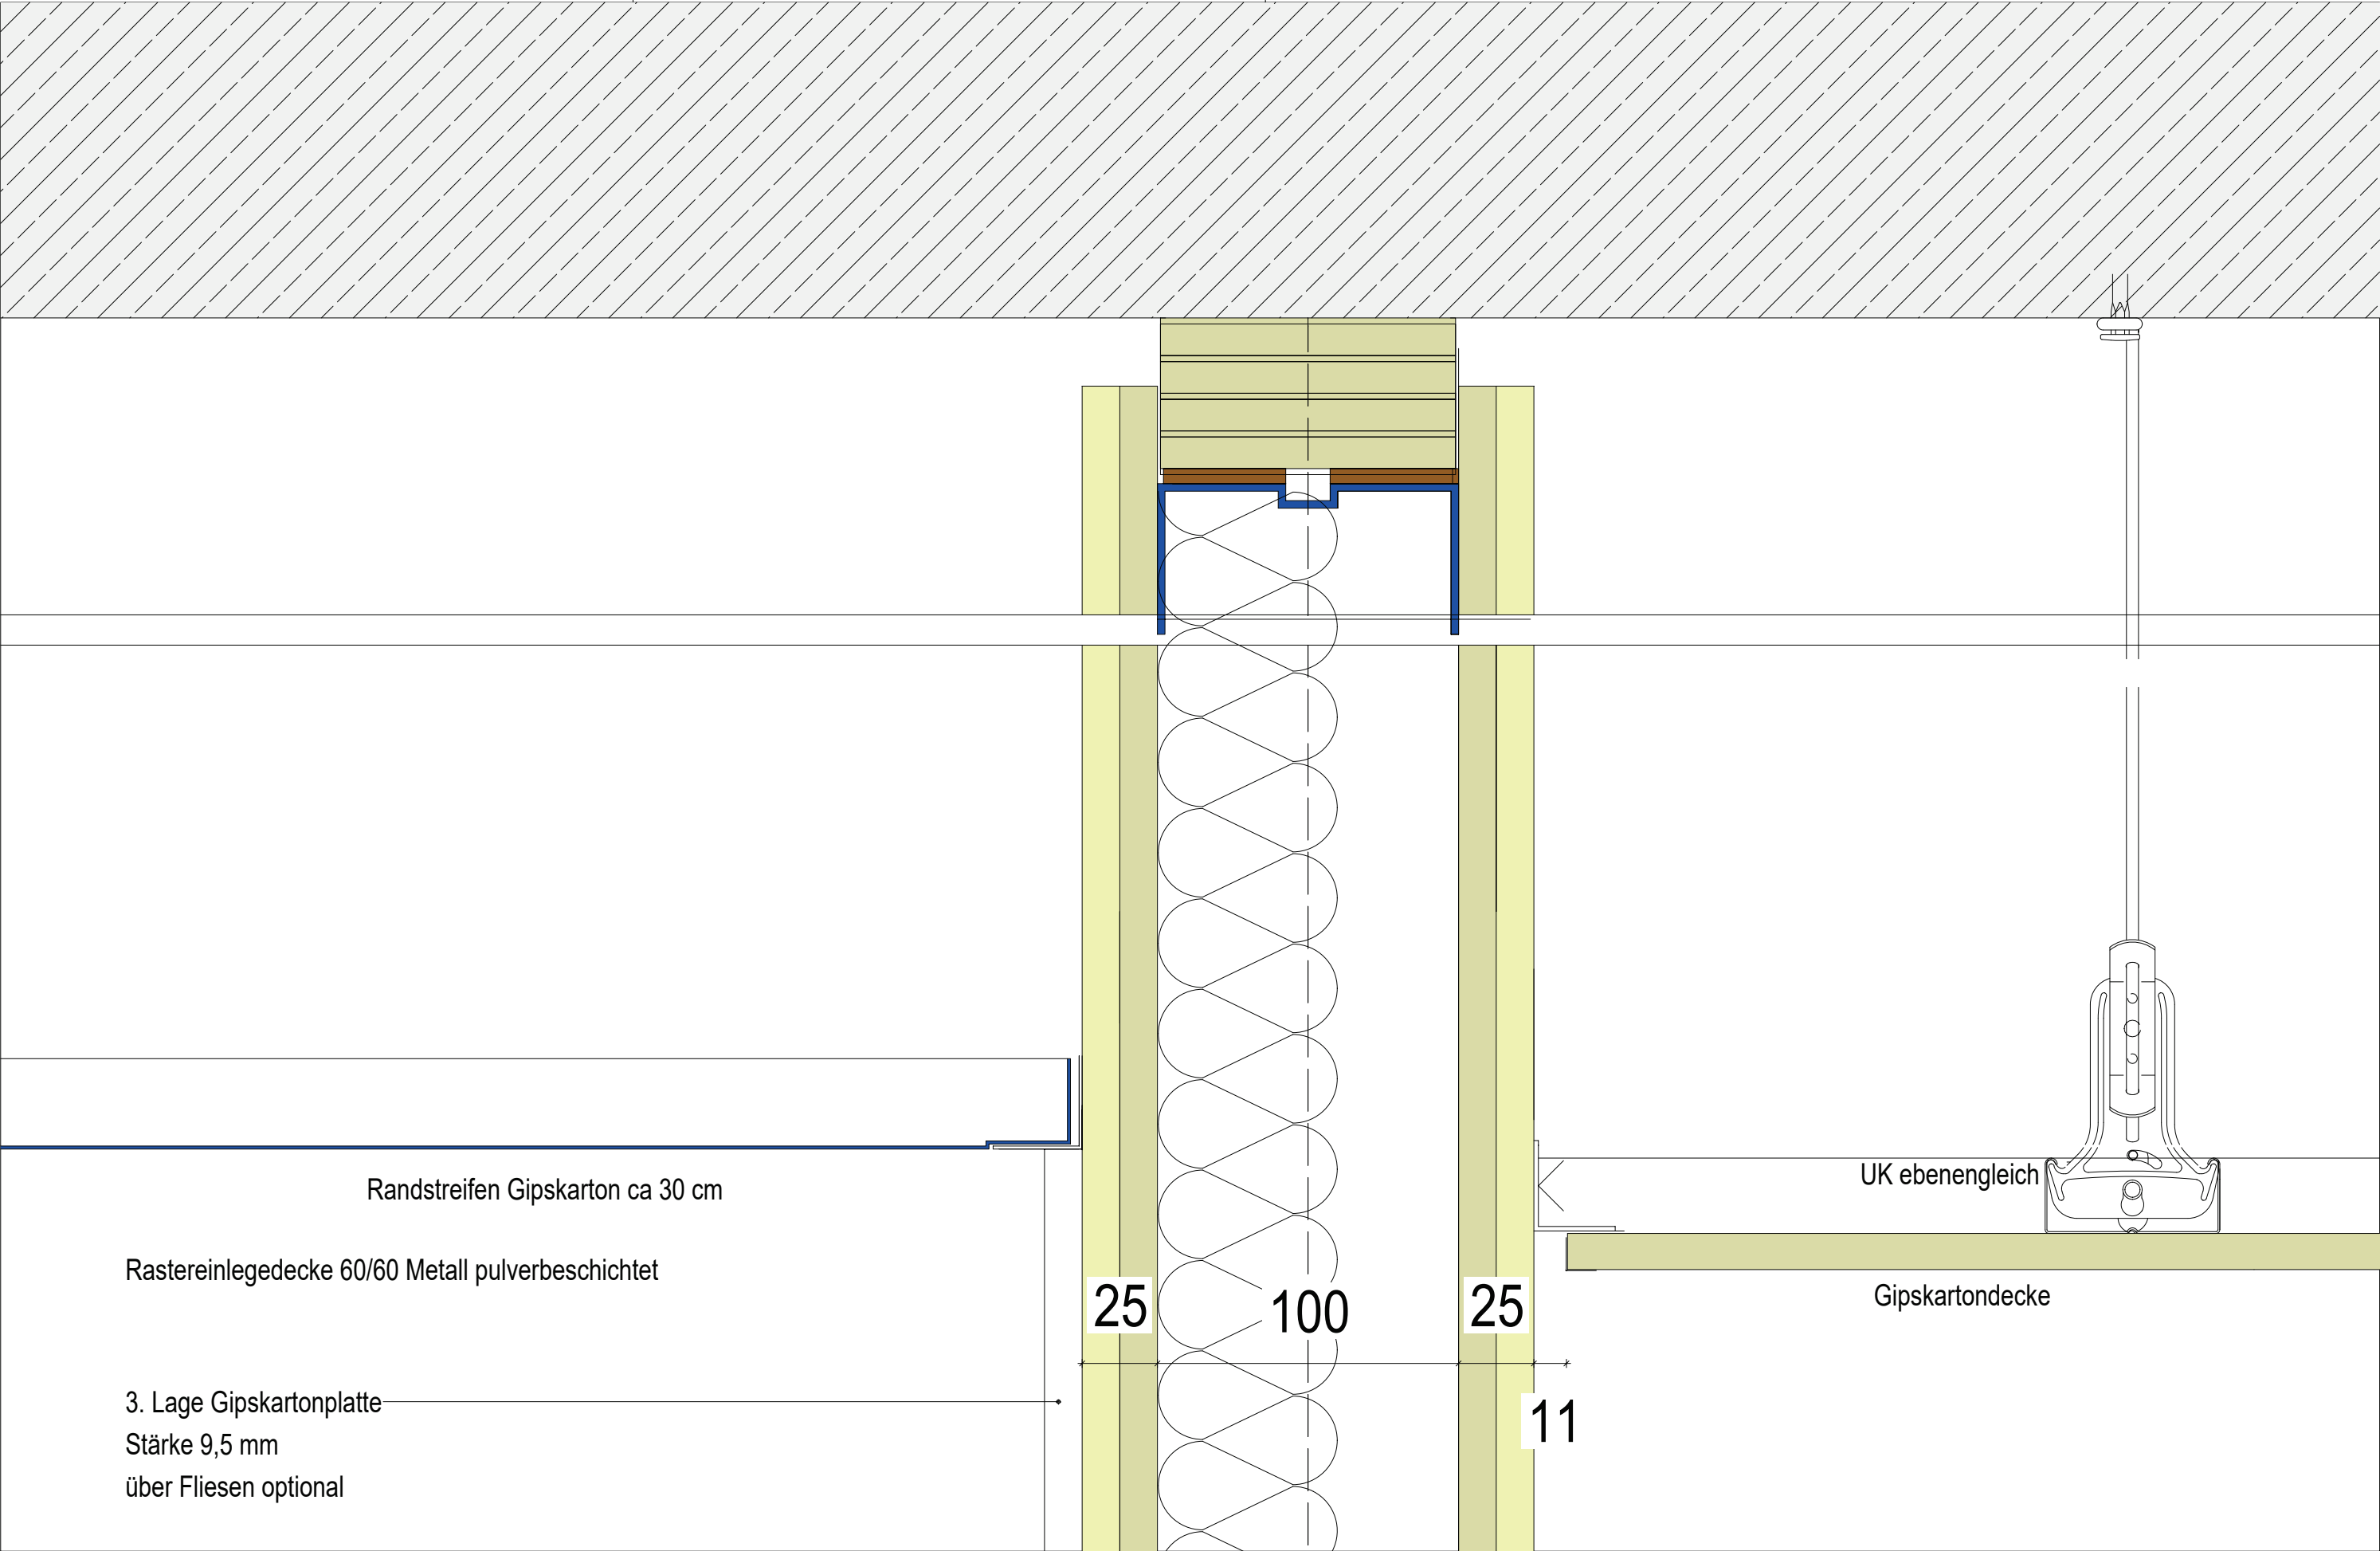 UK ebenengleich
Randstreifen Gipskarton ca 30 cm
Rastereinlegedecke 60/60 Metall pulverbeschichtet
Gipskartondecke
25
100
25
11
3. Lage Gipskartonplatte
Stärke 9,5 mm
über Fliesen optional